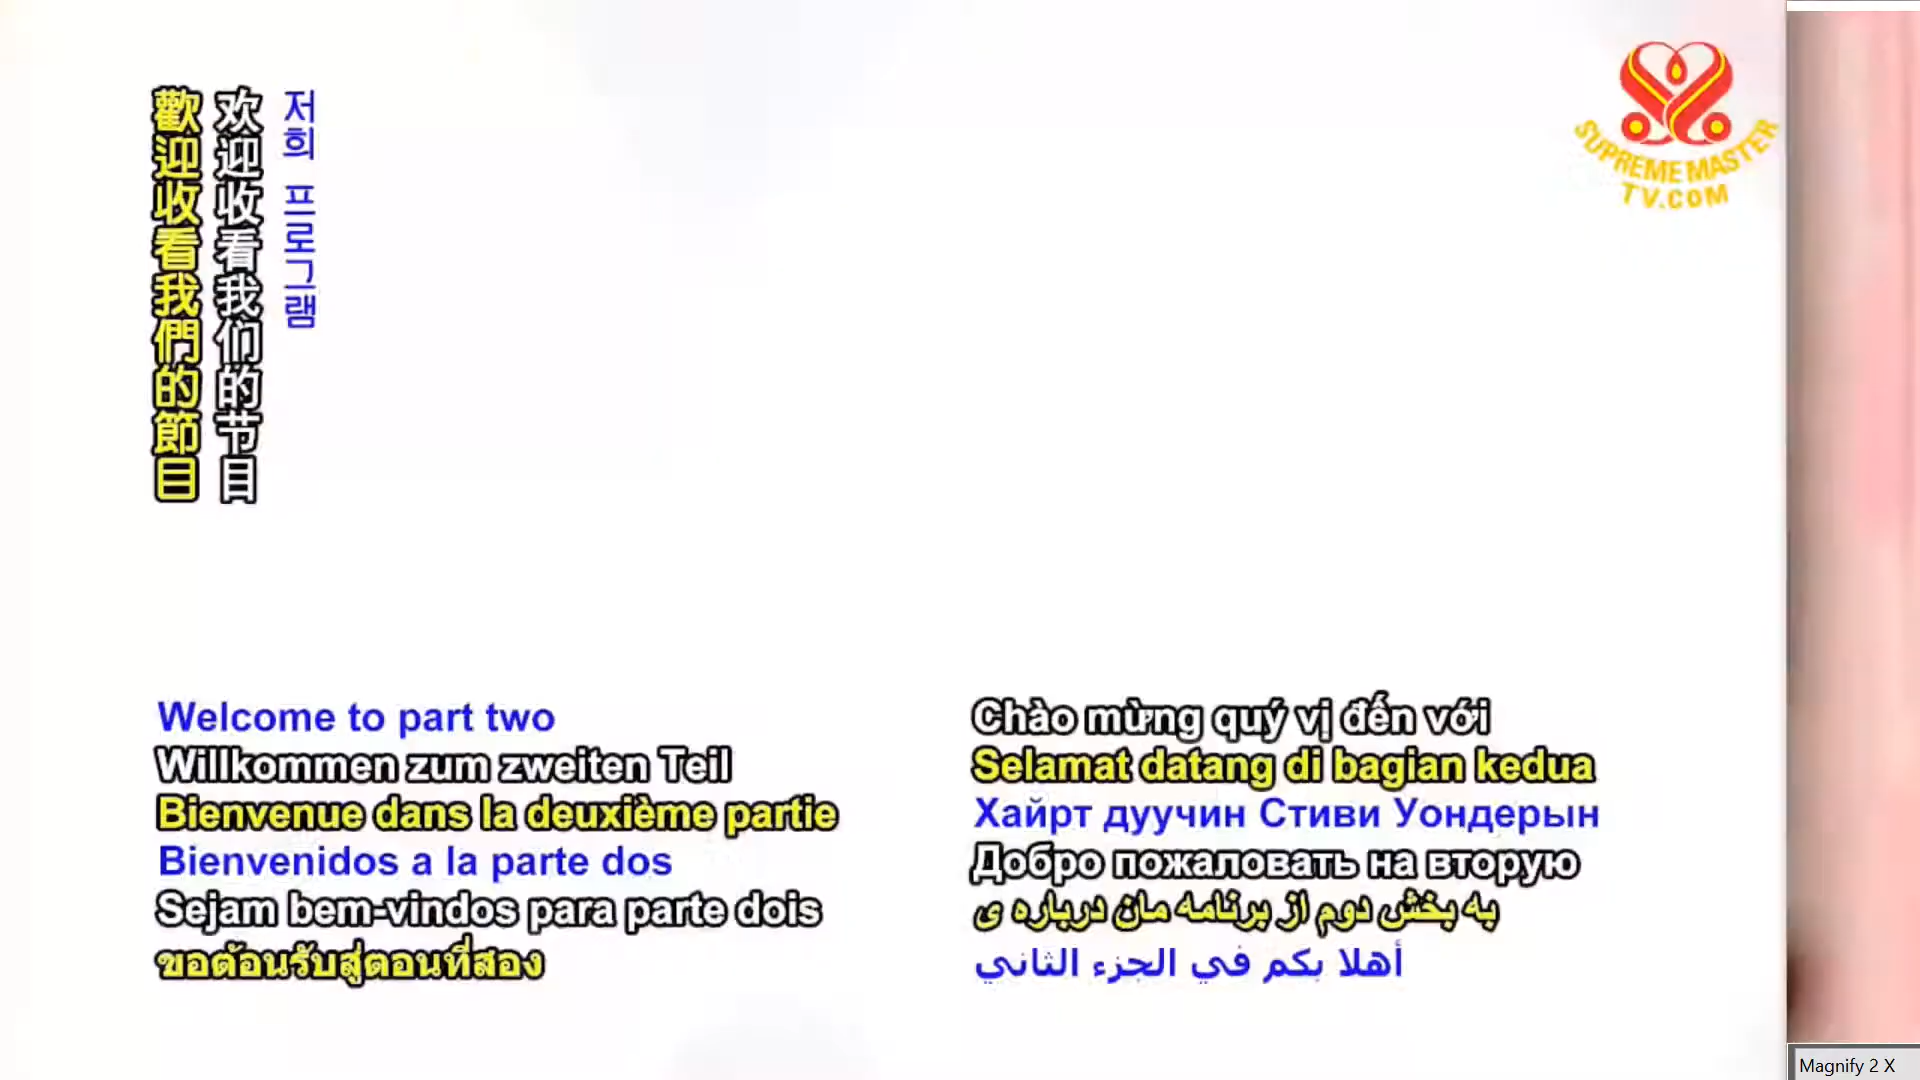 歡迎收看我們的節目
欢迎收看我们的节目
저희 프로그램
SUPREME MASTER
TV.COM
Welcome to part two
Willkommen zum zweiten Teil
Bienvenue dans la deuxième partie
Bienvenidos a la parte dos
Sejam bem-vindos para parte dois
ขอต้อนรับสู่ตอนที่สอง
Chào mừng quý vị đến với
Selamat datang di bagian kedua
Хайрт дуучин Стиви Уондерын
Добро пожаловать на вторую
به بخش دوم از برنامه مان درباره ی
أهلا بكم في الجزء الثاني
Magnify 2 X